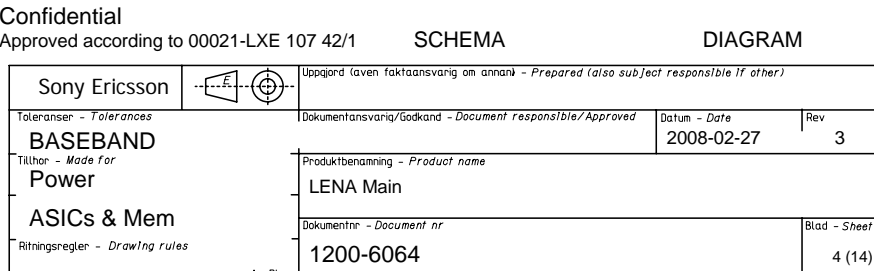 Confidential
Approved according to 00021-LXE 107 42/1 SCHEMA DIAGRAM
Sony Ericsson E Uppgjord (aven faktaansvarig om annan) - Prepared (also subject responsible if other)
Toleranser - Tolerances Dokumentansvarig/Godkand - Document responsible/Approved Datum - Date Rev
BASEBAND 2008-02-27 3
Tillhor - Made for Produktbenamning - Product name
Power LENA Main
ASICs & Mem
Dokumentnr - Document nr Blad - Sheet
Ritningsregler - Drawing rules
1200-6064 4 (14)